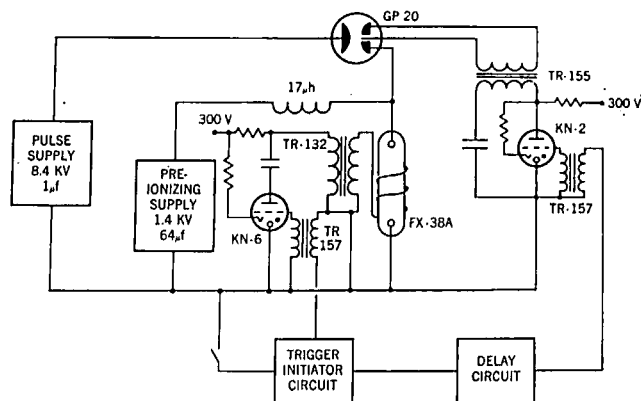 GP 20
17μh
TR-155
300 V
300 V
TR-132
KN-2
PULSE
SUPPLY
8.4 KV
1μf
PRE-
IONIZING
SUPPLY
1.4 KV
64μf
KN-6
TR
157
FX-38A
TR-157
TRIGGER
INITIATOR
CIRCUIT
DELAY
CIRCUIT